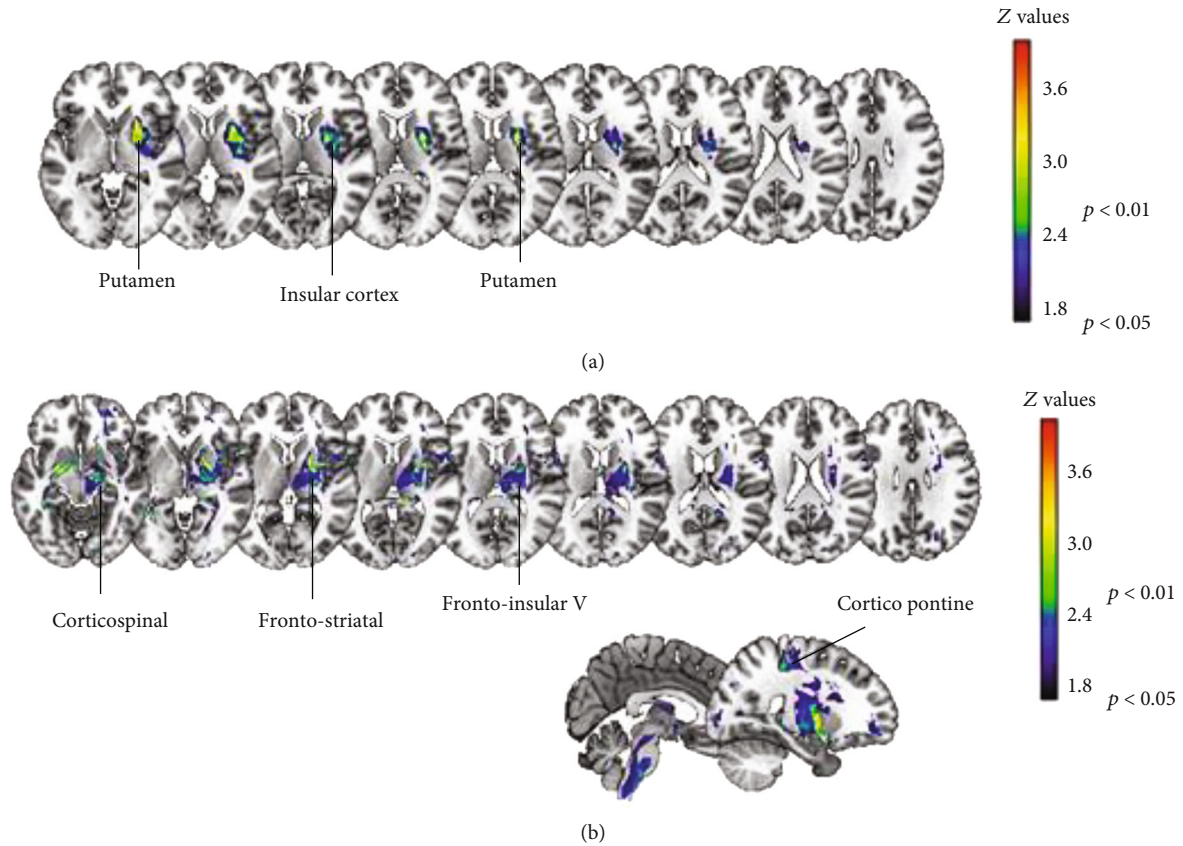 Z values
3.6
3.0
p < 0.01
2.4
1.8
p < 0.05
Putamen
Insular cortex
Putamen
(a)
Z values
3.6
3.0
p < 0.01
2.4
1.8
p < 0.05
Corticospinal
Fronto-striatal
Fronto-insular V
Cortico pontine
(b)